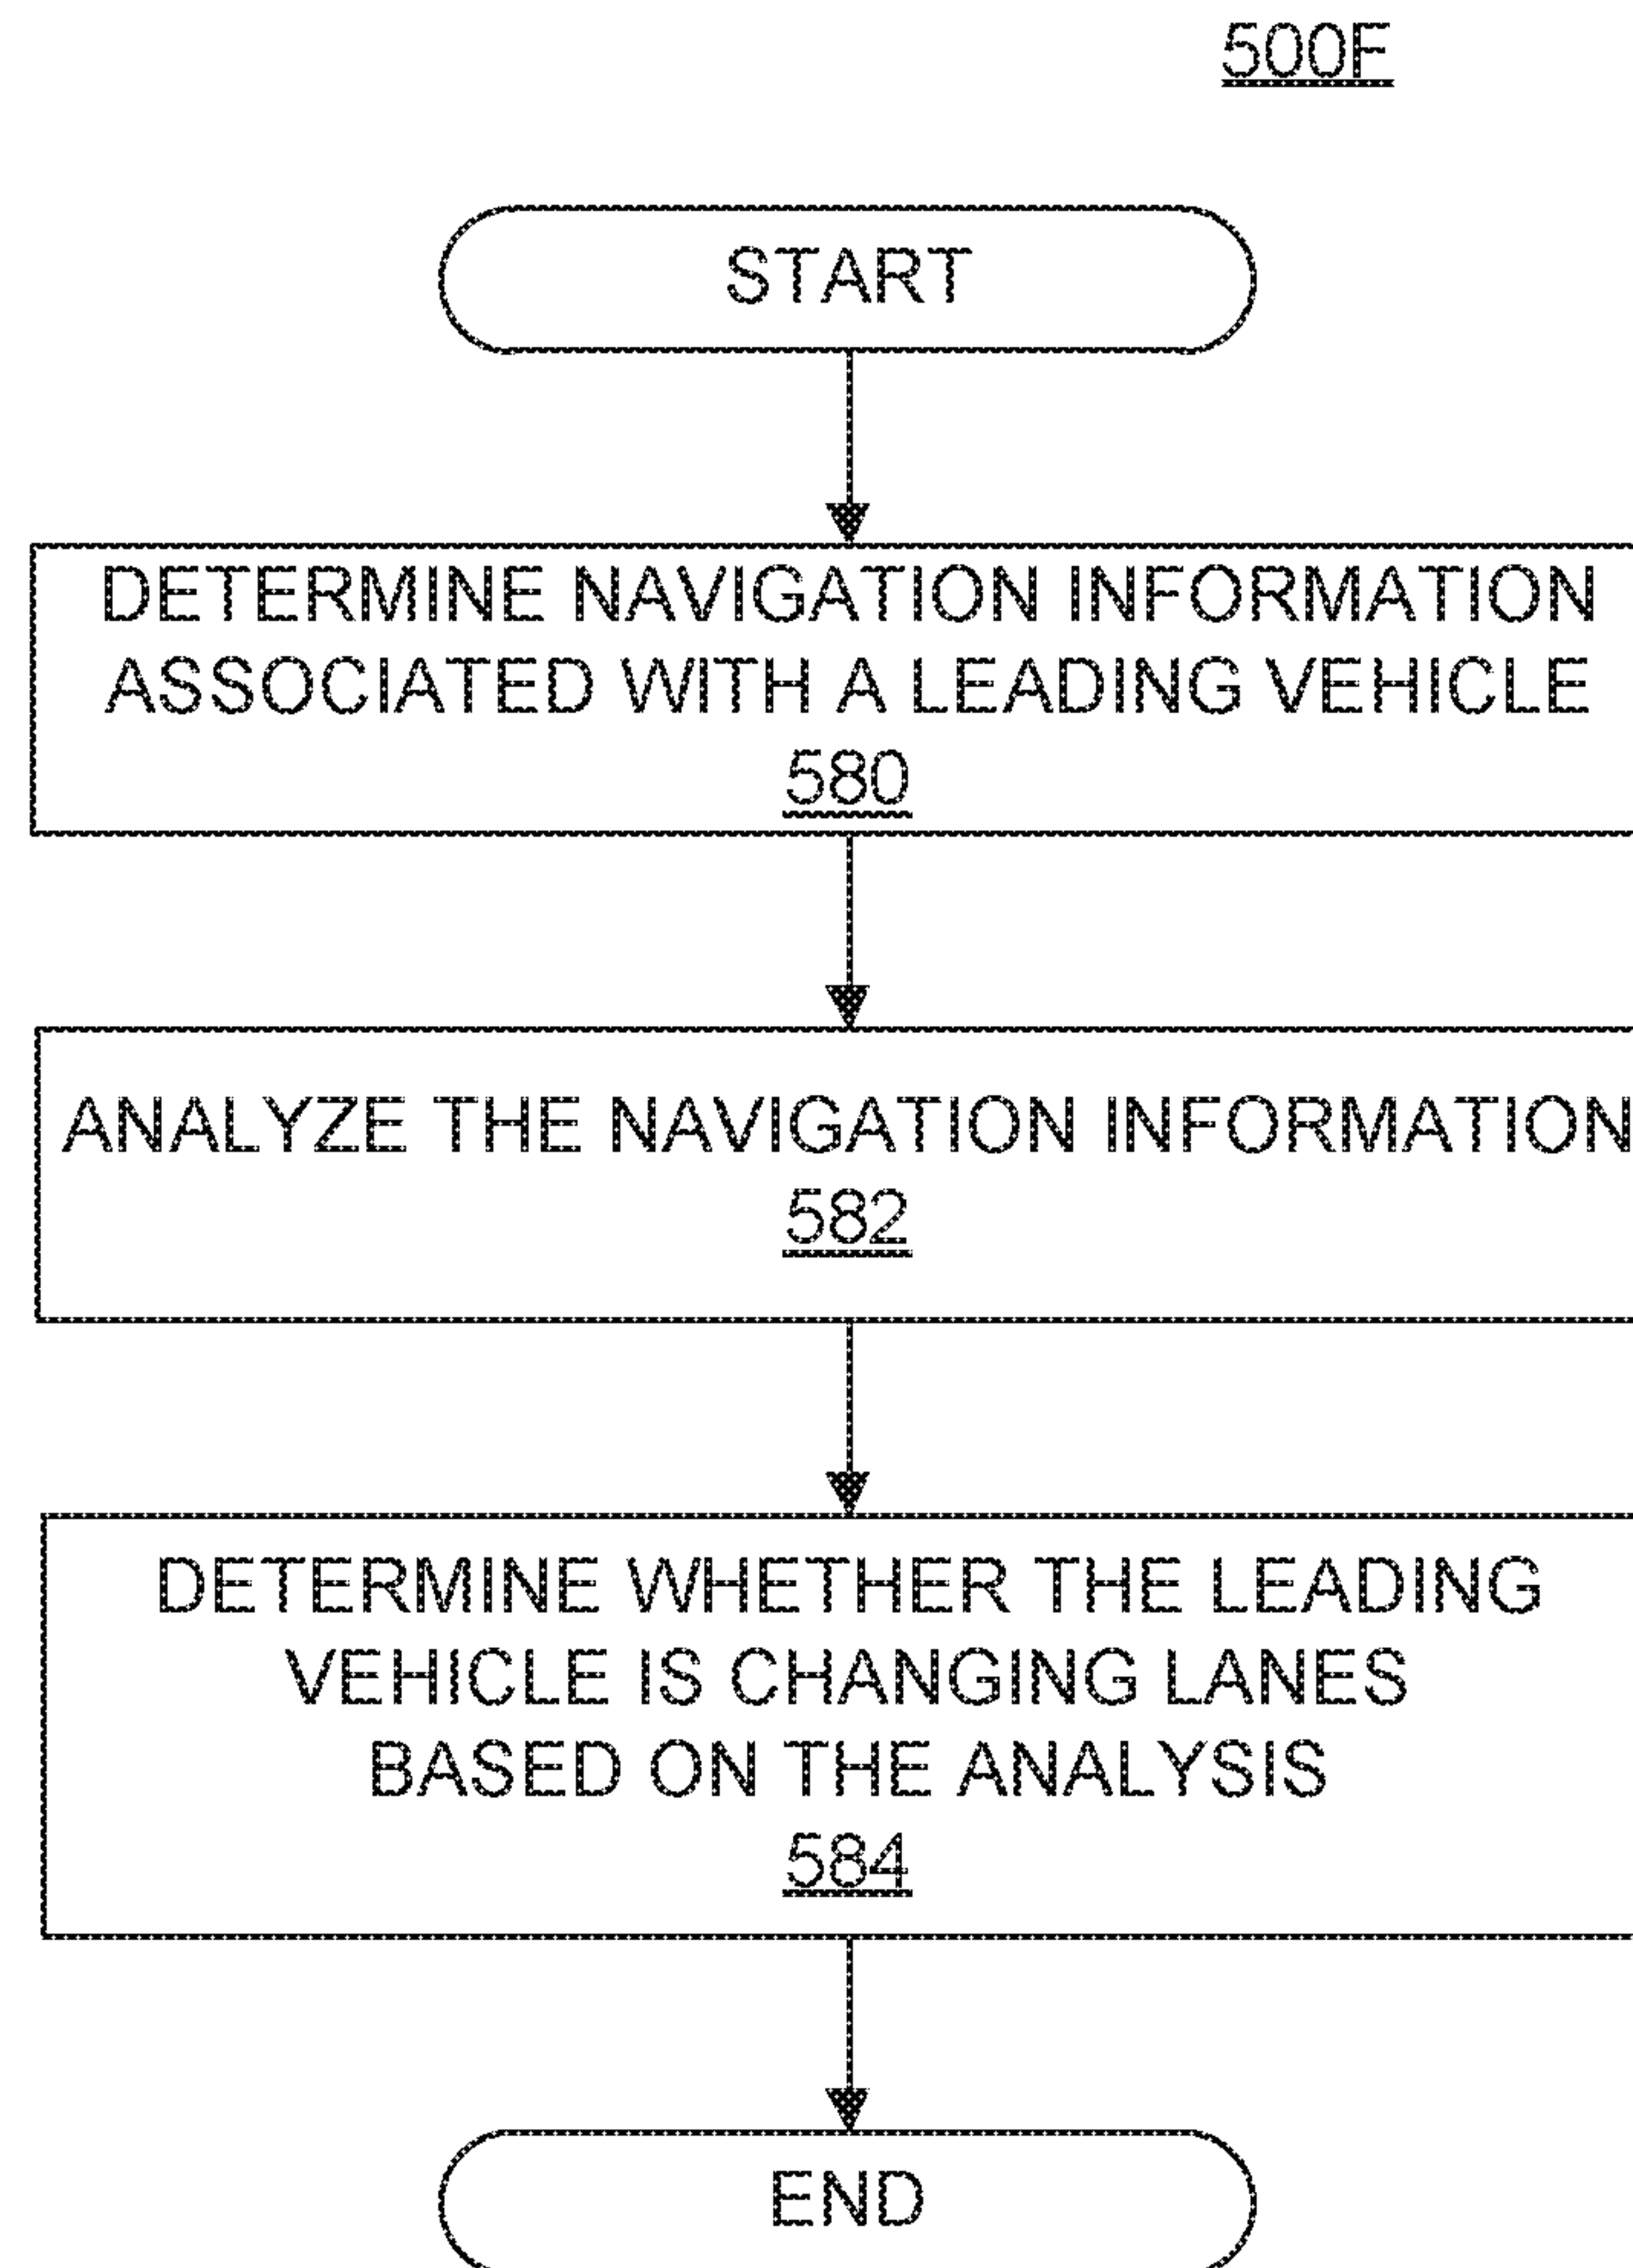 500F
START
DETERMINE NAVIGATION INFORMATION
ASSOCIATED WITH A LEADING VEHICLE
580
ANALYZE THE NAVIGATION INFORMATION
582
DETERMINE WHETHER THE LEADING
VEHICLE IS CHANGING LANES
BASED ON THE ANALYSIS
584
END